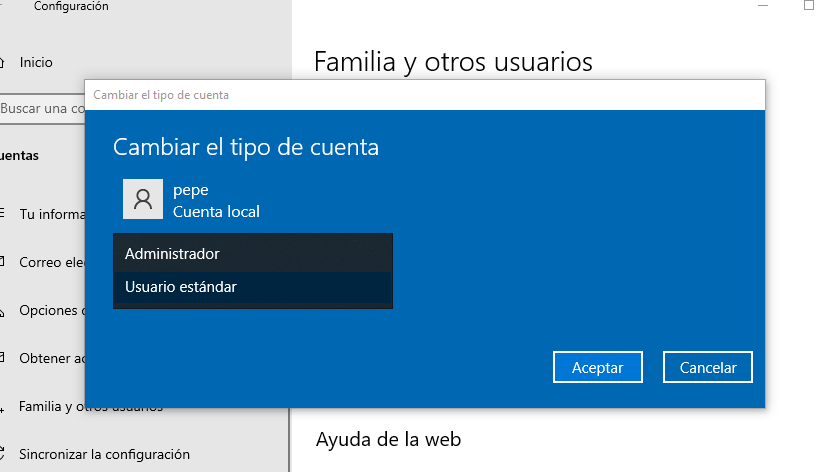 Configuración
Inicio
Familia y otros usuarios
Buscar una co
Cambiar el tipo de cuenta
Cambiar el tipo de cuenta
pepe
Cuenta local
Administrador
Usuario estándar
Aceptar
Cancelar
uentas
Tu informa
Correo ele
Opciones
Obtener ac
Familia y otros usuarios
Sincronizar la configuración
Ayuda de la web